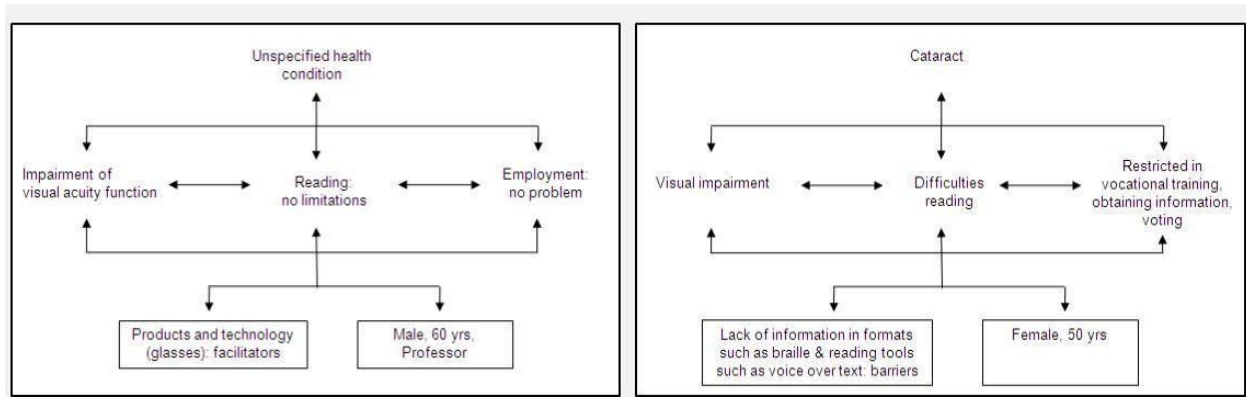 Unspecified health
condition
Impairment of
visual acuity function
Reading:
no limitations
Employment:
no problem
Products and technology
(glasses): facilitators
Male, 60 yrs,
Professor
Cataract
Visual impairment
Difficulties
reading
Restricted in
vocational training,
obtaining information,
voting
Lack of information in formats
such as braille & reading tools
such as voice over text: barriers
Female, 50 yrs